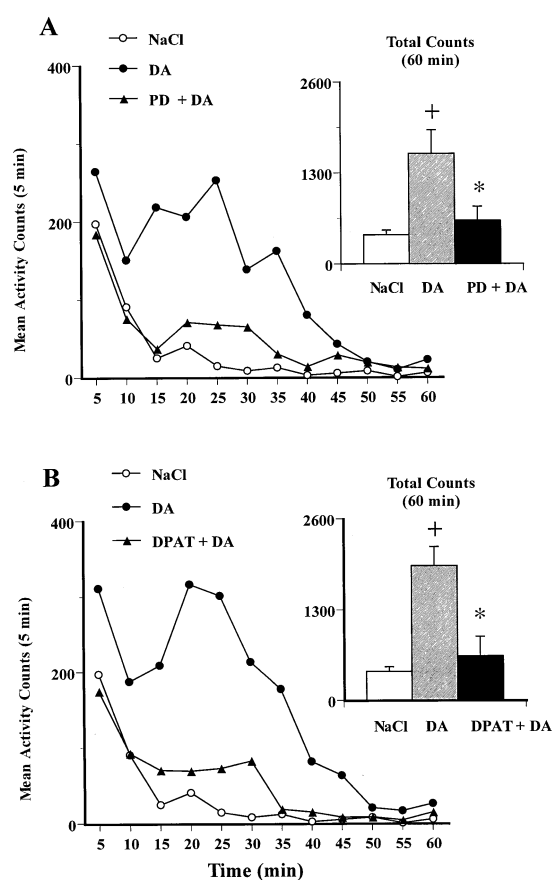 A
NaCl
DA
PD + DA
Total Counts
(60 min)
Mean Activity Counts (5 min)
400
200
0
5 10 15 20 25 30 35 40 45 50 55 60
2600
1300
0
+
*
NaCl DA PD + DA
B
NaCl
DA
DPAT + DA
Total Counts
(60 min)
Mean Activity Counts (5 min)
400
200
0
5 10 15 20 25 30 35 40 45 50 55 60
2600
1300
0
+
*
NaCl DA DPAT + DA
Time (min)